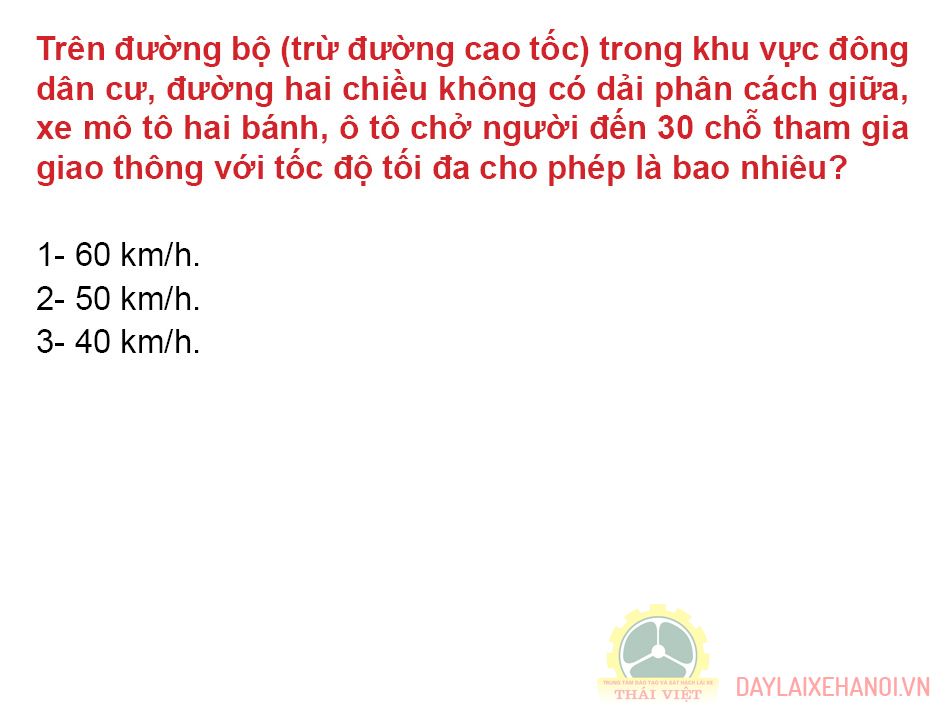 Trên đường bộ (trừ đường cao tốc) trong khu vực đông
dân cư, đường hai chiều không có dải phân cách giữa,
xe mô tô hai bánh, ô tô chở người đến 30 chỗ tham gia
giao thông với tốc độ tối đa cho phép là bao nhiêu?
1- 60 km/h.
2- 50 km/h.
3- 40 km/h.
TRUNG TÂM ĐÀO TẠO VÀ SÁT HẠCH LÁI XE
THÁI VIỆT
DAYLAIXEHANOI.VN